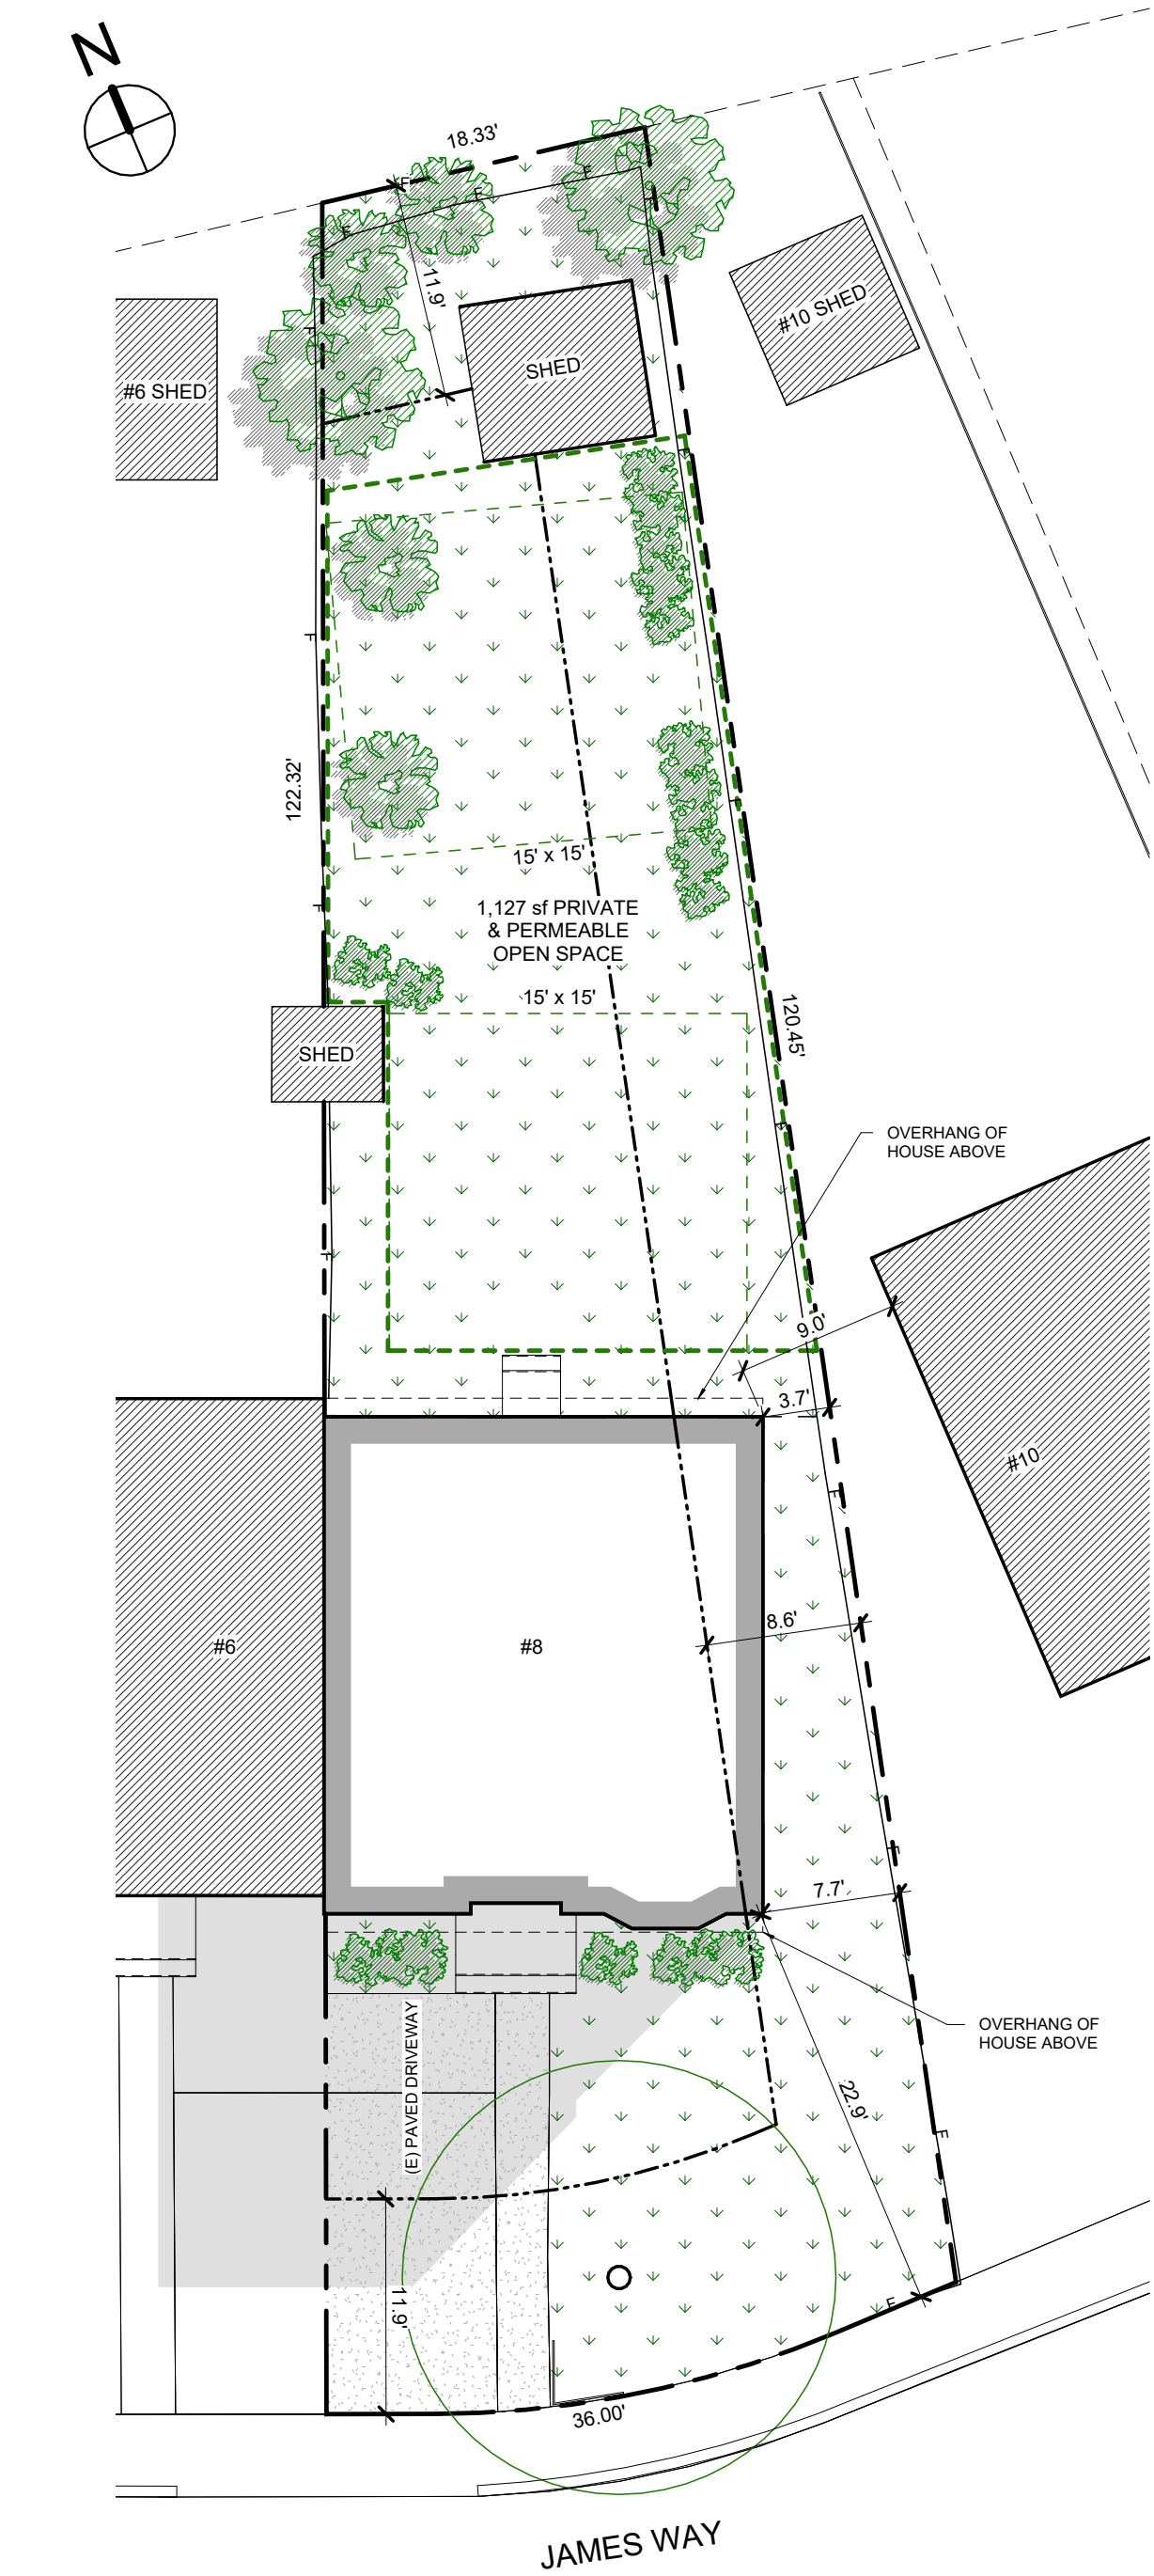 N
18.33'
F
F
F
F
11.9'
F
#10 SHED
SHED
F
#6 SHED
F
F
122.32'
F
15' x 15'
1,127 sf PRIVATE
& PERMEABLE
OPEN SPACE
F
15' x 15'
120.45'
SHED
F
OVERHANG OF
HOUSE ABOVE
F
9.0'
3.7'
#10
F
8.6'
#6
#8
F
7.7'
OVERHANG OF
HOUSE ABOVE
(E) PAVED DRIVEWAY
22.9'
F
11.9'
F
36.00'
JAMES WAY